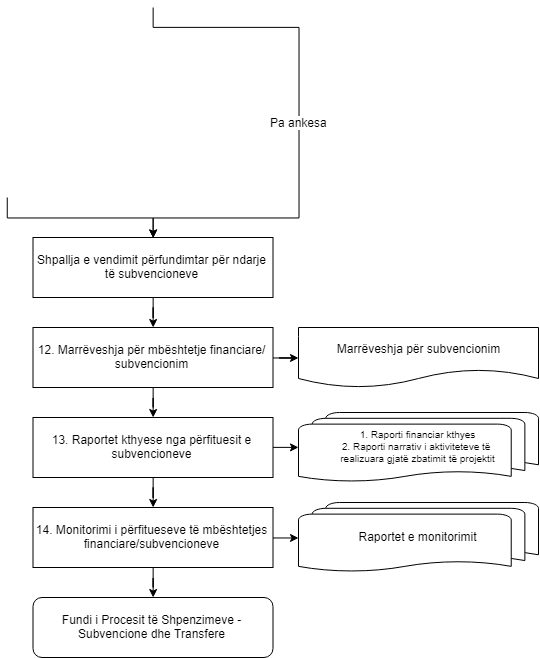 Pa ankesa
Shpallja e vendimit përfundimtar për ndarje
të subvencioneve
12. Marrëveshja për mbështetje financiare/
subvencionim
Marrëveshja për subvencionim
13. Raportet kthyese nga përfituesit e
subvencioneve
1. Raporti financiar kthyes
2. Raporti narrativ i aktiviteteve të
realizuara gjatë zbatimit të projektit
14. Monitorimi i përfitueseve të mbështetjes
financiare/subvencioneve
Raportet e monitorimit
Fundi i Procesit të Shpenzimeve -
Subvencione dhe Transfere